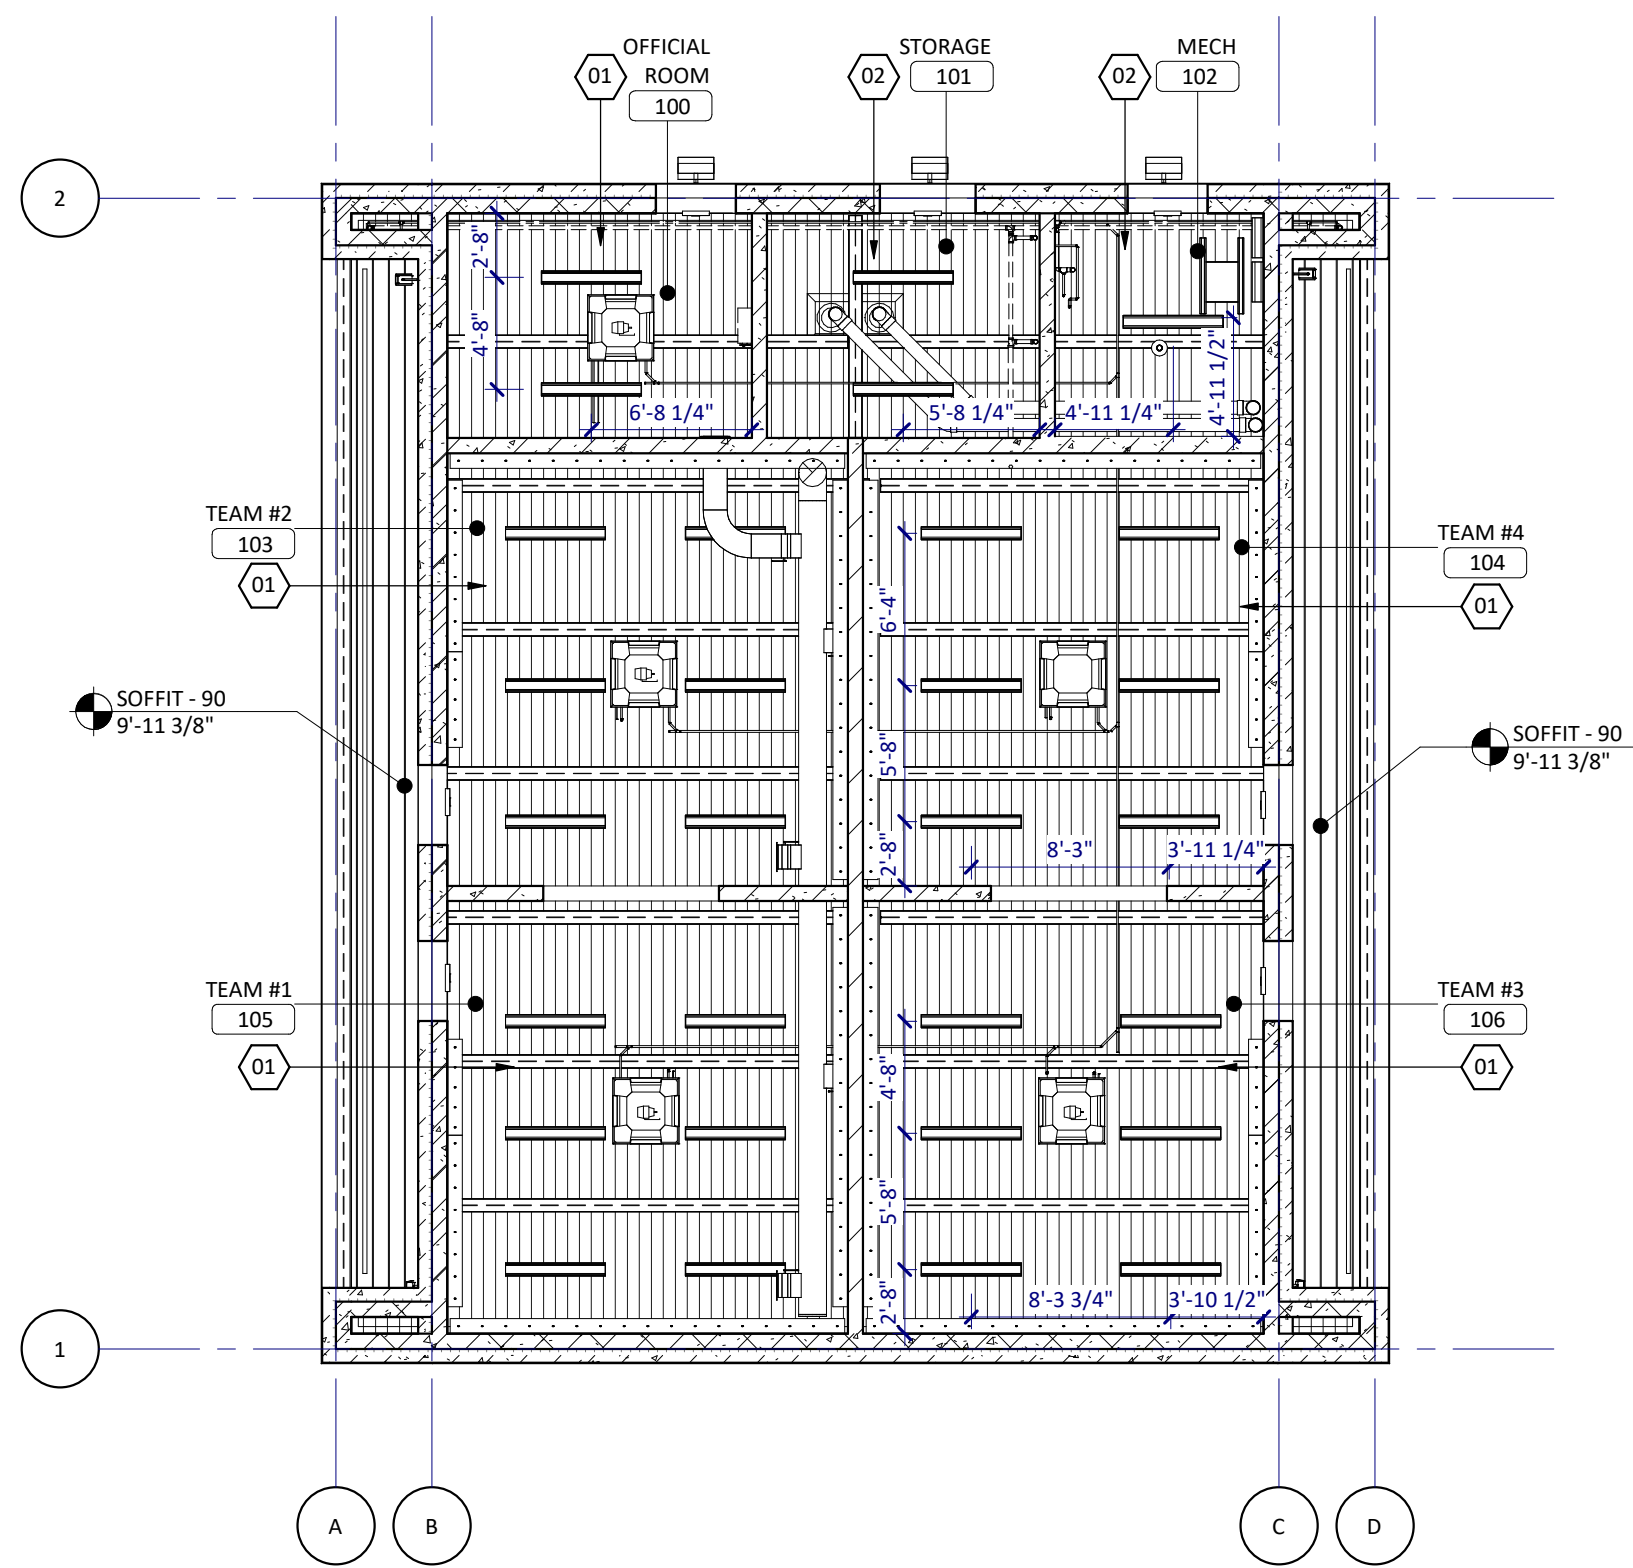 OFFICIAL
ROOM
100
01
STORAGE
101
02
MECH
102
02
2
2'-8"
4'-8"
6'-8 1/4"
5'-8 1/4"
4'-11 1/4"
4'-11 1/2"
TEAM #2
103
01
TEAM #4
104
01
6'-4"
5'-8"
2'-8"
8'-3"
3'-11 1/4"
SOFFIT - 90
9'-11 3/8"
SOFFIT - 90
9'-11 3/8"
TEAM #1
105
01
TEAM #3
106
01
4'-8"
5'-8"
2'-8"
8'-3 3/4"
3'-10 1/2"
1
A
B
C
D